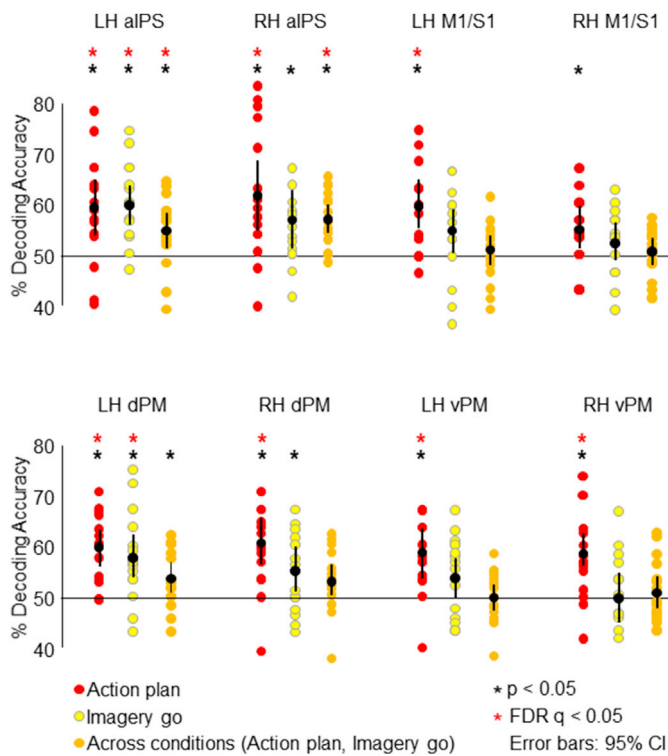 LH aIPS RH aIPS LH M1/S1 RH M1/S1
* * * * * *
* * * * * * * *
% Decoding Accuracy
80
70
60
50
40
LH dPM RH dPM LH vPM RH vPM
* * * * *
* * * * * * *
% Decoding Accuracy
80
70
60
50
40
Action plan * p < 0.05
Imagery go * FDR q < 0.05
Across conditions (Action plan, Imagery go) Error bars: 95% CI